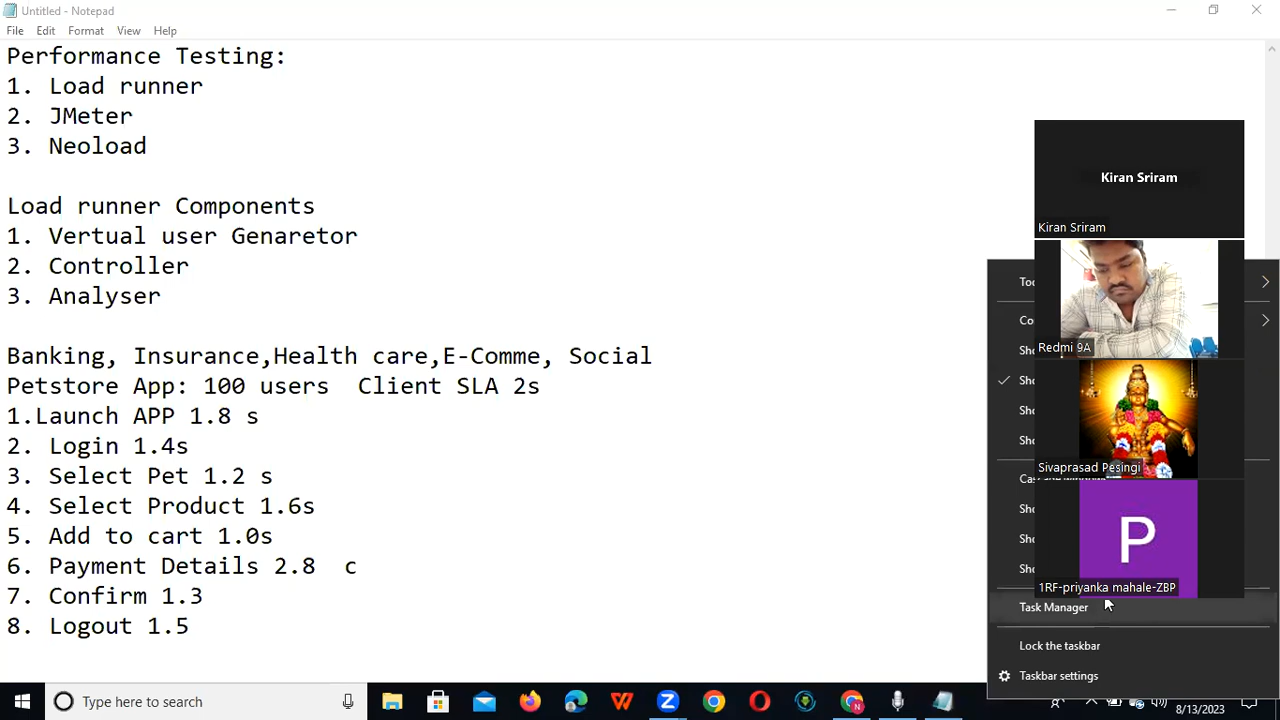 Untitled - Notepad
File Edit Format View Help
Performance Testing:
1. Load runner
2. JMeter
3. Neoload
Load runner Components
1. Vertual user Genaretor
2. Controller
3. Analyser
Banking, Insurance,Health care,E-Comme, Social
Petstore App: 100 users  Client SLA 2s
1.Launch APP 1.8 s
2. Login 1.4s
3. Select Pet 1.2 s
4. Select Product 1.6s
5. Add to cart 1.0s
6. Payment Details 2.8  c
7. Confirm 1.3
8. Logout 1.5
Kiran Sriram
Kiran Sriram
Redmi 9A
Sivaprasad Pesingi
P
1RF-priyanka mahale-ZBP
Task Manager
Lock the taskbar
Taskbar settings
Type here to search
8/13/2023